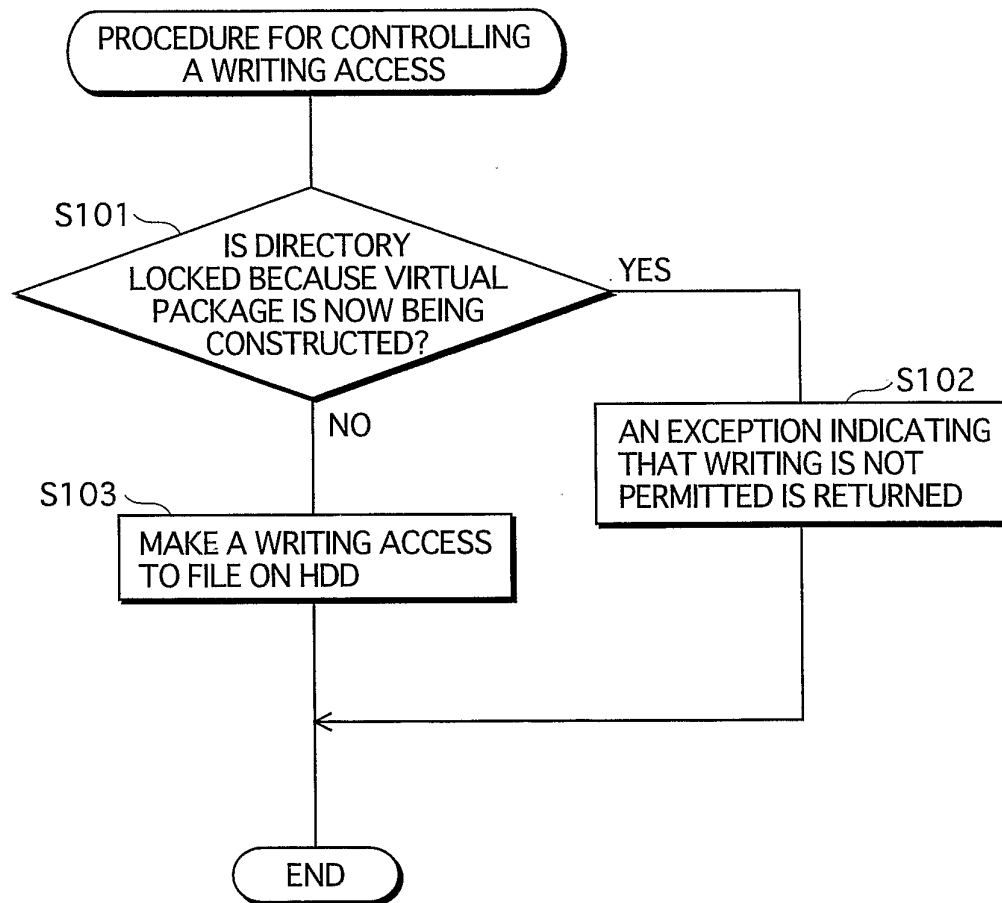 PROCEDURE FOR CONTROLLING
A WRITING ACCESS
S101
IS DIRECTORY
LOCKED BECAUSE VIRTUAL
PACKAGE IS NOW BEING
CONSTRUCTED?
YES
S102
AN EXCEPTION INDICATING
THAT WRITING IS NOT
PERMITTED IS RETURNED
NO
S103
MAKE A WRITING ACCESS
TO FILE ON HDD
END